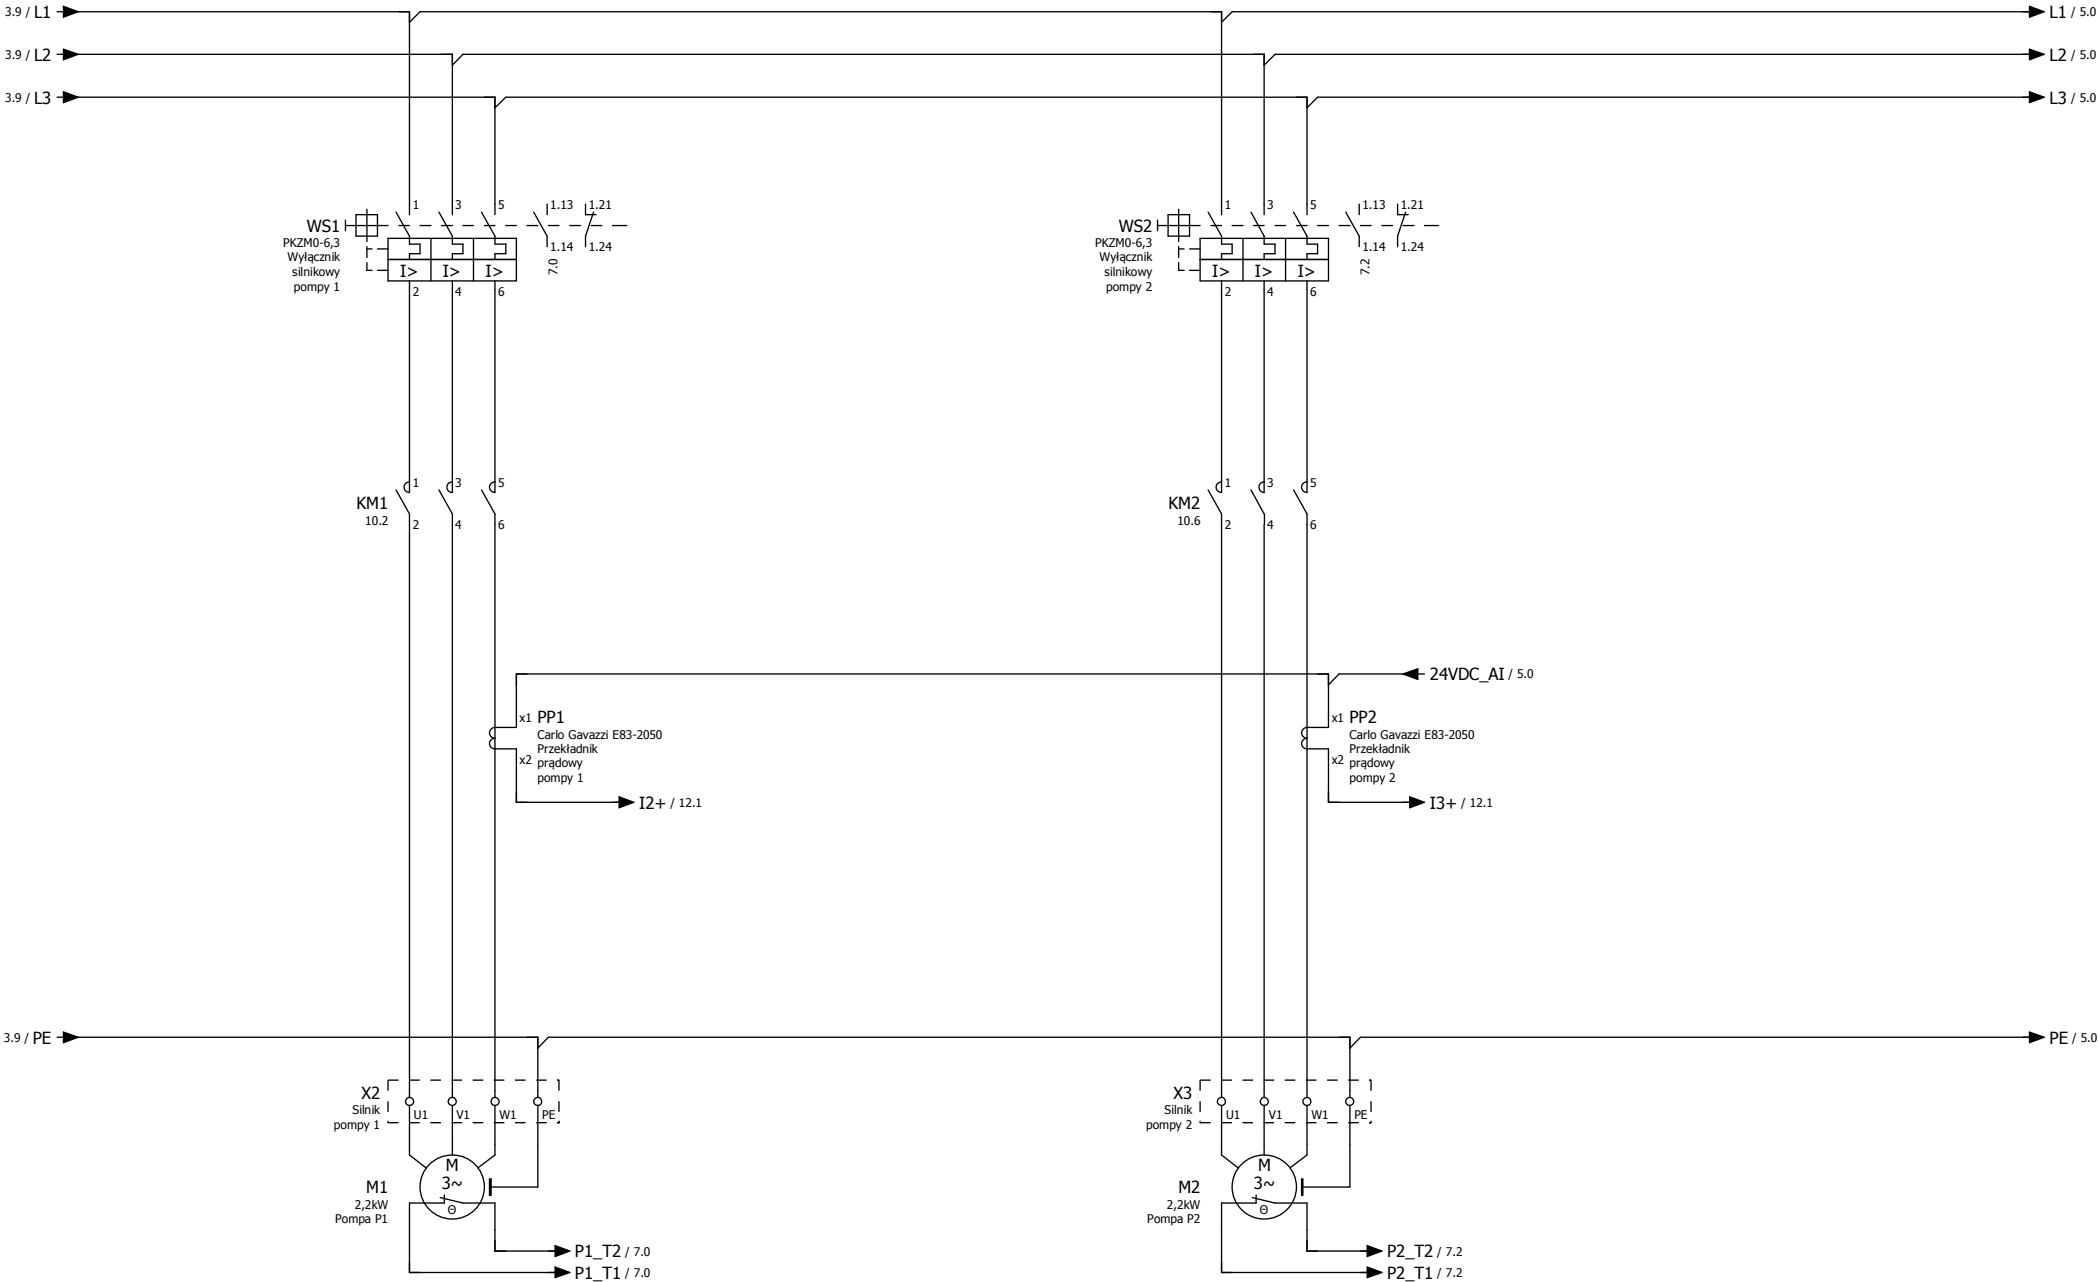 3.9 / L1
L1 / 5.0
3.9 / L2
L2 / 5.0
3.9 / L3
L3 / 5.0
WS1
PKZM0-6,3
Wyłącznik
silnikowy
pompy 1
1
3
5
1.13
1.21
1.14
1.24
7.0
I>
I>
I>
2
4
6
WS2
PKZM0-6,3
Wyłącznik
silnikowy
pompy 2
1
3
5
1.13
1.21
1.14
1.24
7.2
I>
I>
I>
2
4
6
KM1
10.2
1
3
5
2
4
6
KM2
10.6
1
3
5
2
4
6
24VDC_AI / 5.0
x1 PP1
Carlo Gavazzi E83-2050
Przekładnik
x2 prądowy
pompy 1
I2+ / 12.1
x1 PP2
Carlo Gavazzi E83-2050
Przekładnik
x2 prądowy
pompy 2
I3+ / 12.1
3.9 / PE
PE / 5.0
X2
Silnik
pompy 1
U1
V1
W1
PE
X3
Silnik
pompy 2
U1
V1
W1
PE
M1
2,2kW
Pompa P1
M
3~
Θ
P1_T2 / 7.0
P1_T1 / 7.0
M2
2,2kW
Pompa P2
M
3~
Θ
P2_T2 / 7.2
P2_T1 / 7.2